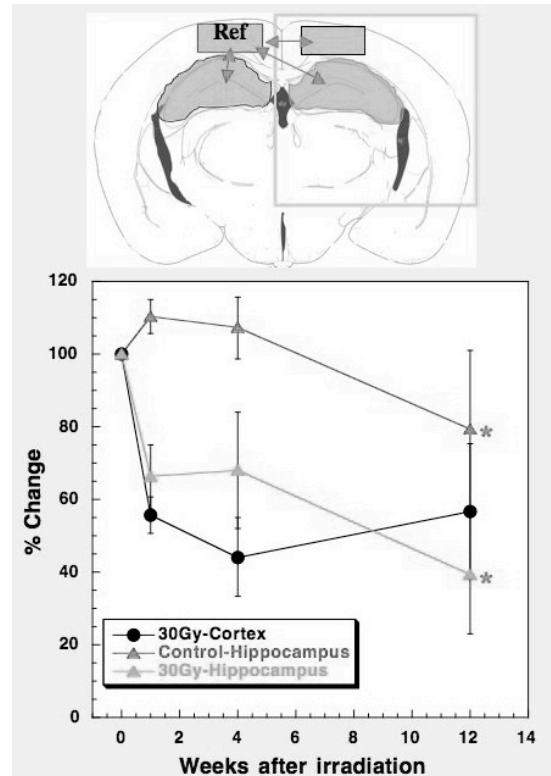 Ref
120
100
80
60
40
20
0
% Change
*
*
30Gy-Cortex
Control-Hippocampus
30Gy-Hippocampus
0 2 4 6 8 10 12 14
Weeks after irradiation